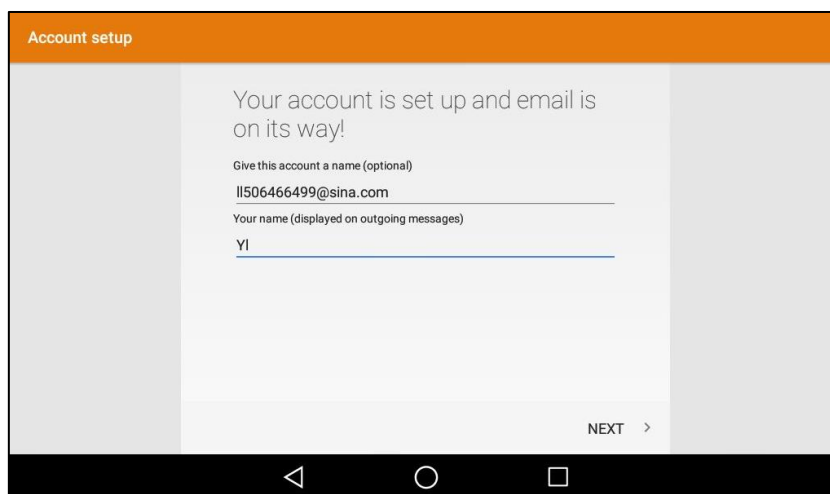 Account setup
Your account is set up and email is
on its way!
Give this account a name (optional)
ll506466499@sina.com
Your name (displayed on outgoing messages)
Yl
NEXT